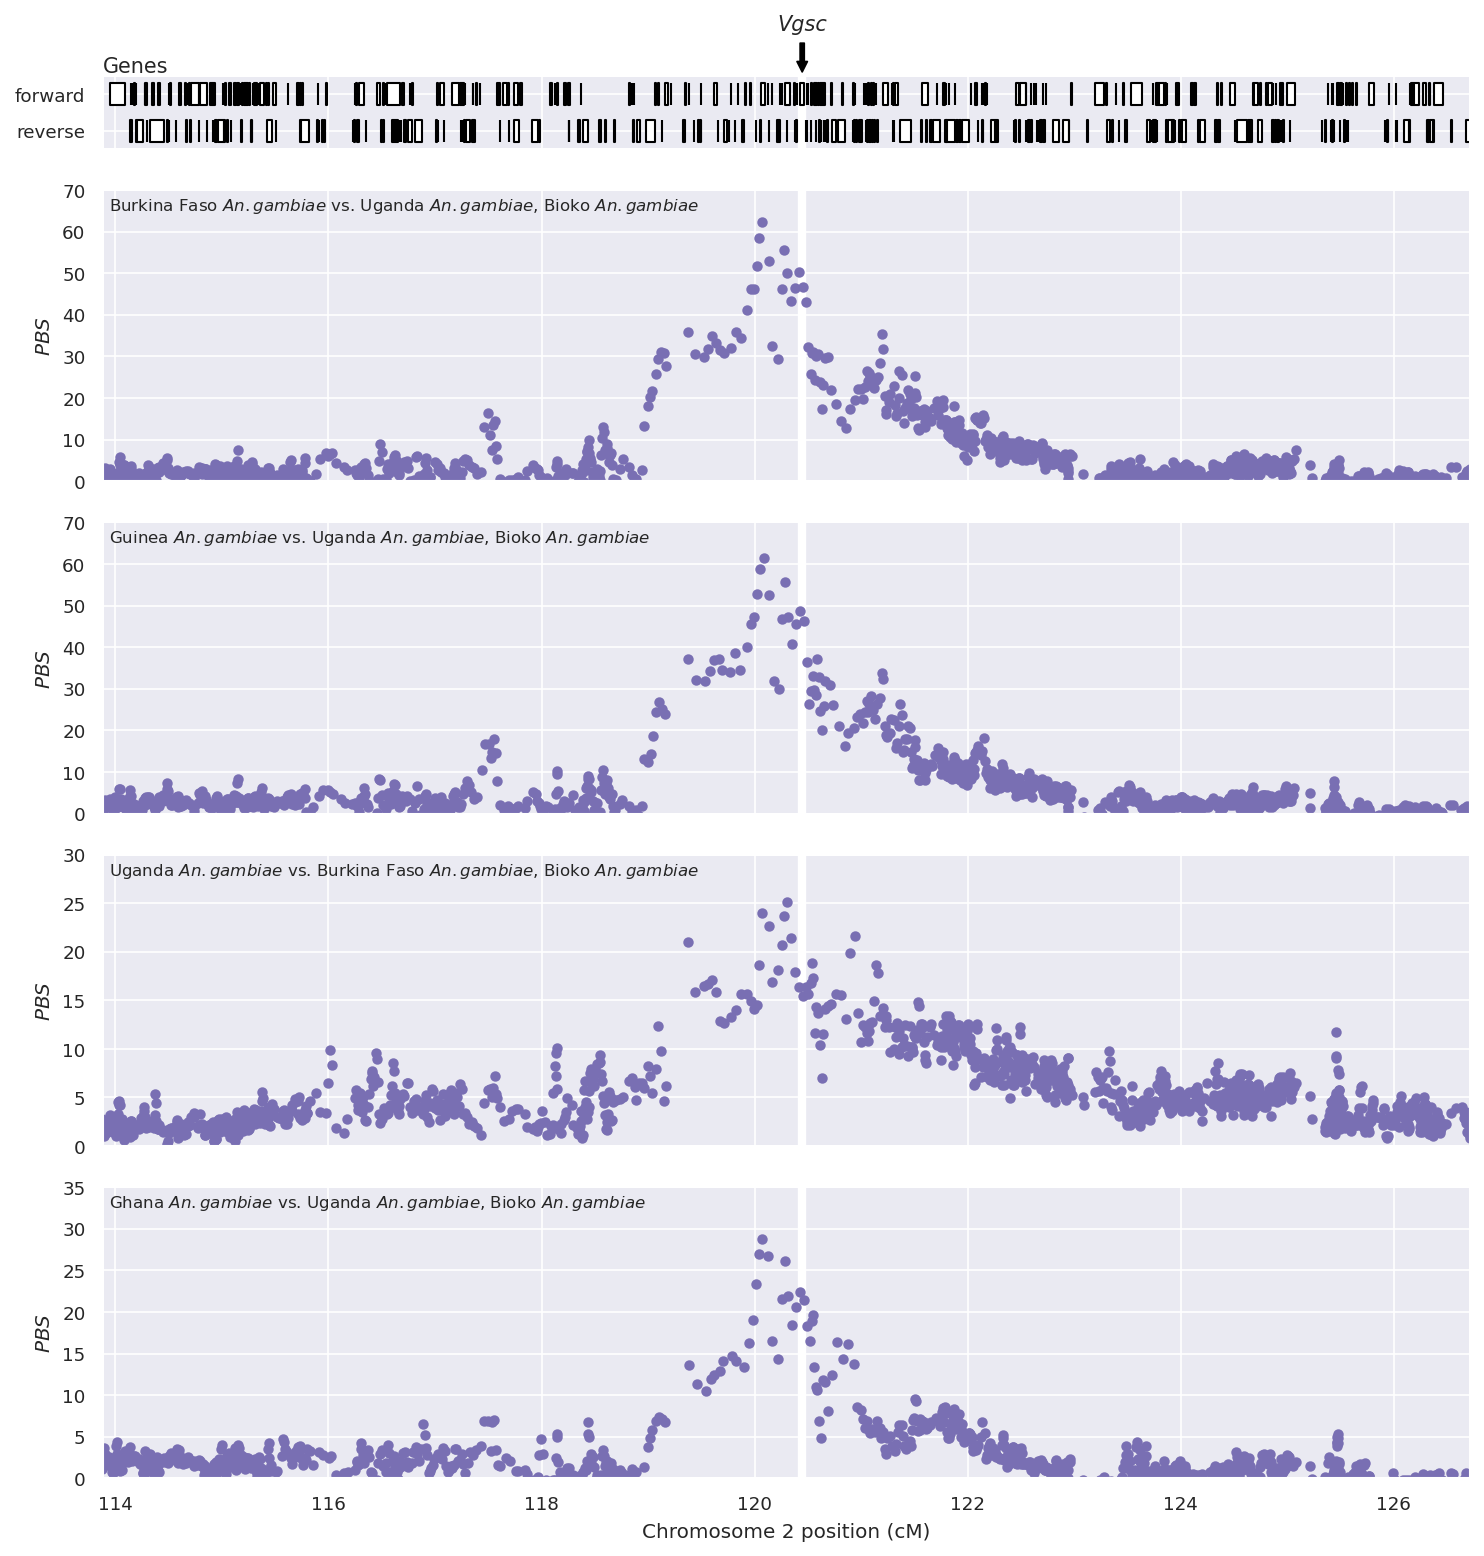 Vgsc
Genes
forward
reverse
70
60
50
40
30
20
10
0
PBS
Burkina Faso An. gambiae vs. Uganda An. gambiae, Bioko An. gambiae
70
60
50
40
30
20
10
0
PBS
Guinea An. gambiae vs. Uganda An. gambiae, Bioko An. gambiae
30
25
20
15
10
5
0
PBS
Uganda An. gambiae vs. Burkina Faso An. gambiae, Bioko An. gambiae
35
30
25
20
15
10
5
0
PBS
Ghana An. gambiae vs. Uganda An. gambiae, Bioko An. gambiae
114 116 118 120 122 124 126
Chromosome 2 position (cM)